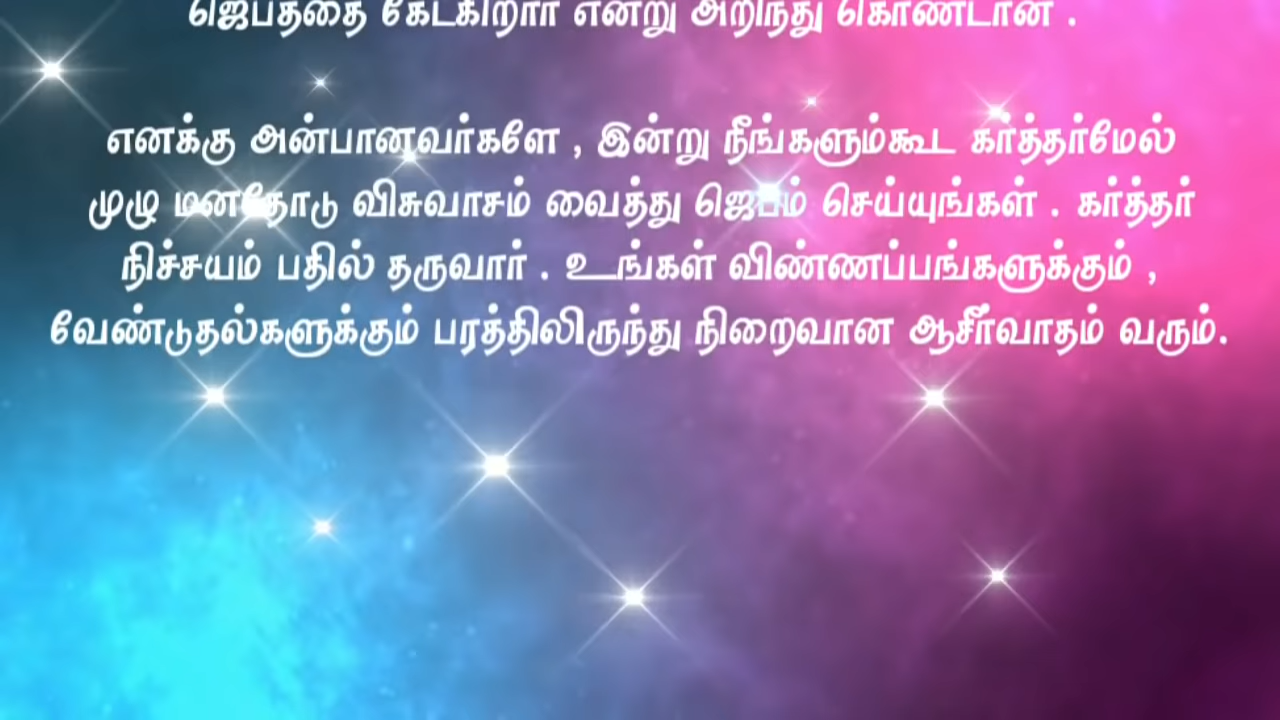 ஜெபத்தை கேட்கிறார் என்று அறிந்து கொண்டான் .
எனக்கு அன்பானவர்களே , இன்று நீங்களும்கூட கர்த்தர்மேல்
முழு மனதோடு விசுவாசம் வைத்து ஜெபம் செய்யுங்கள் . கர்த்தர்
நிச்சயம் பதில் தருவார் . உங்கள் விண்ணப்பங்களுக்கும் ,
வேண்டுதல்களுக்கும் பரத்திலிருந்து நிறைவான ஆசீர்வாதம் வரும்.